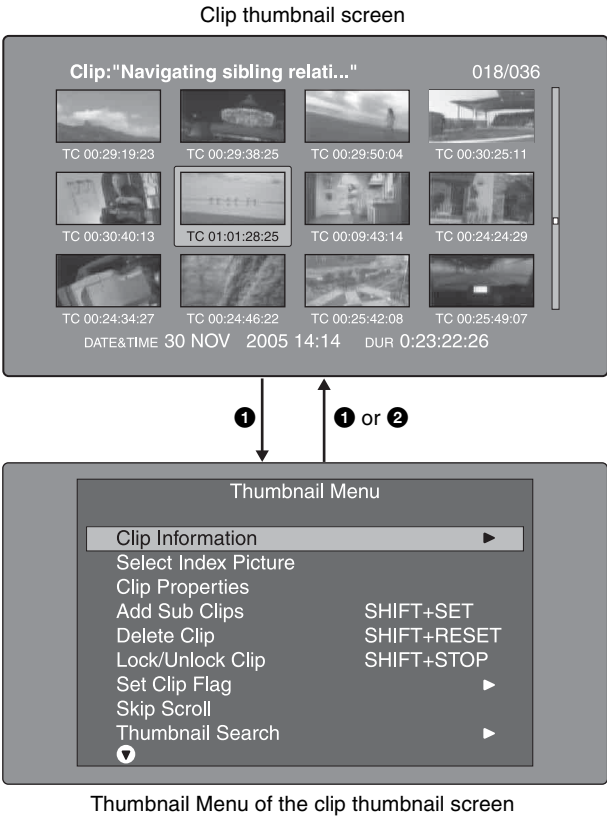 Clip thumbnail screen
Clip:"Navigating sibling relati..." 018/036
TC 00:29:19:23 TC 00:29:38:25 TC 00:29:50:04 TC 00:30:25:11
TC 00:30:40:13 TC 01:01:28:25 TC 00:09:43:14 TC 00:24:24:29
TC 00:24:34:27 TC 00:24:46:22 TC 00:25:42:08 TC 00:25:49:07
DATE&TIME 30 NOV 2005 14:14 DUR 0:23:22:26
❶ ❶ or ❷
Thumbnail Menu
Clip Information ▶
Select Index Picture
Clip Properties
Add Sub Clips SHIFT+SET
Delete Clip SHIFT+RESET
Lock/Unlock Clip SHIFT+STOP
Set Clip Flag ▶
Skip Scroll
Thumbnail Search ▶
Thumbnail Menu of the clip thumbnail screen